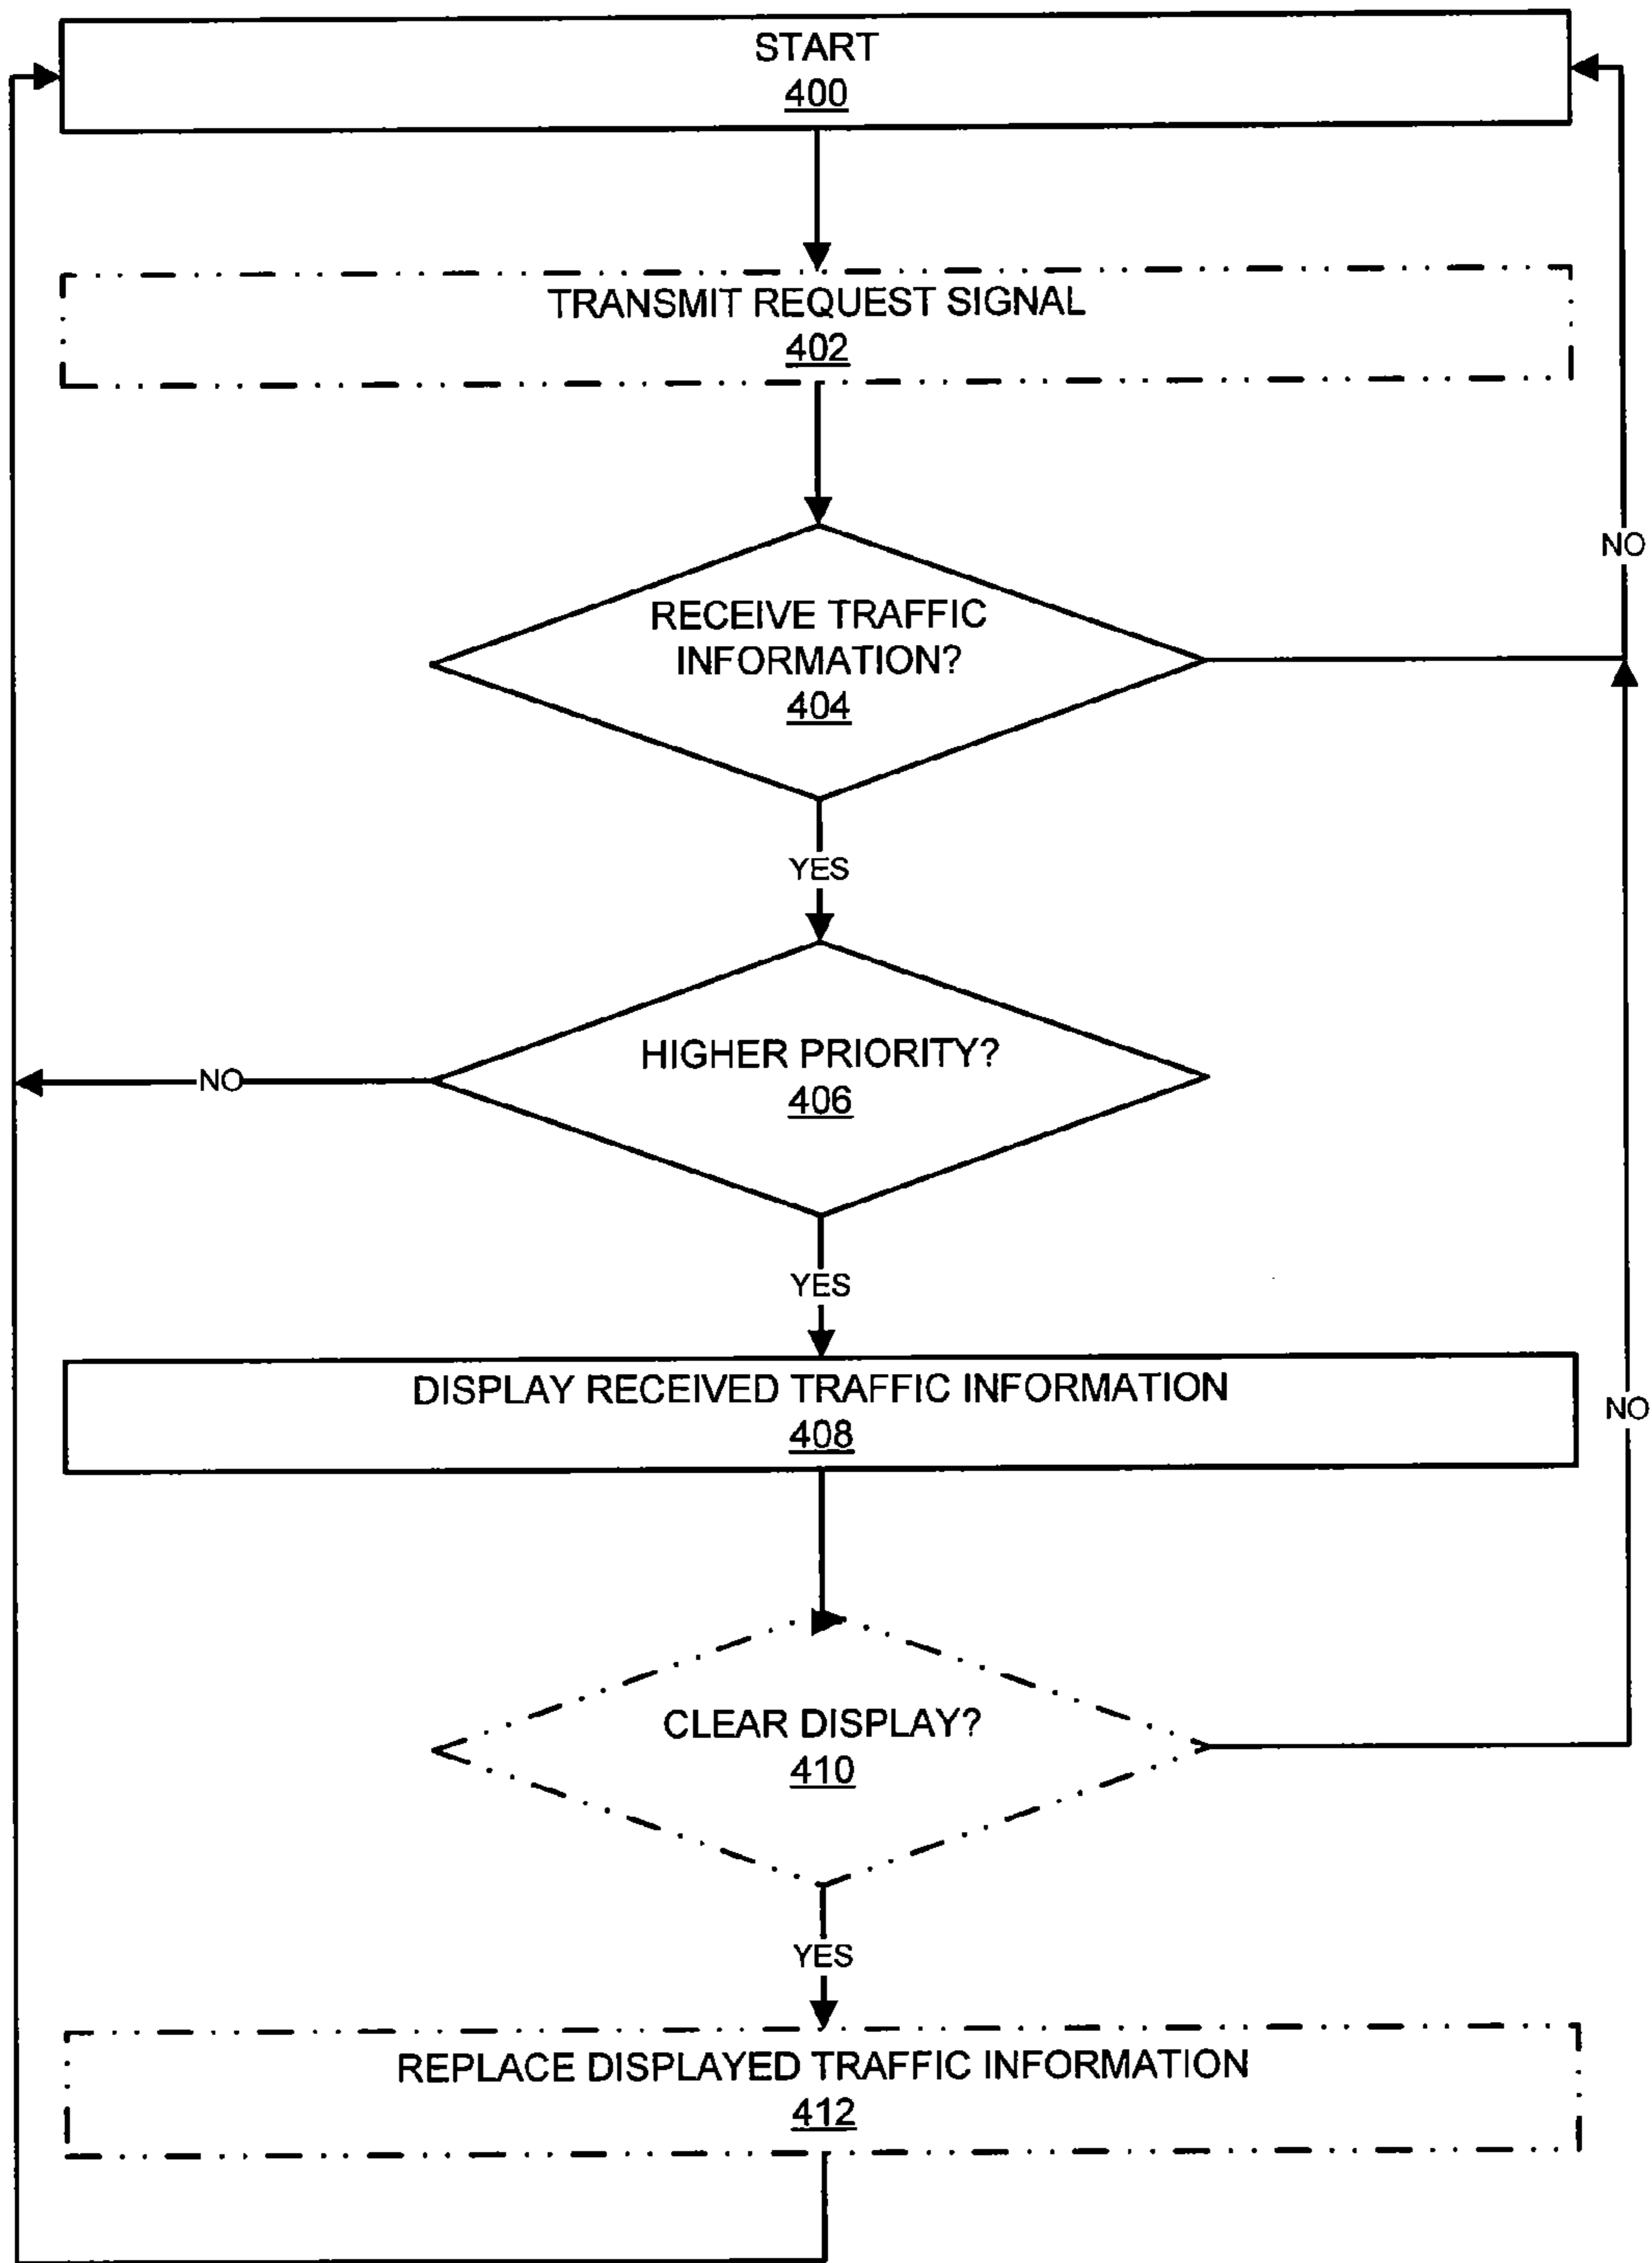 START
400
TRANSMIT REQUEST SIGNAL
402
NO
RECEIVE TRAFFIC
INFORMATION?
404
YES
HIGHER PRIORITY?
NO
406
YES
DISPLAY RECEIVED TRAFFIC INFORMATION
NO
408
CLEAR DISPLAY?
410
YES
REPLACE DISPLAYED TRAFFIC INFORMATION
412